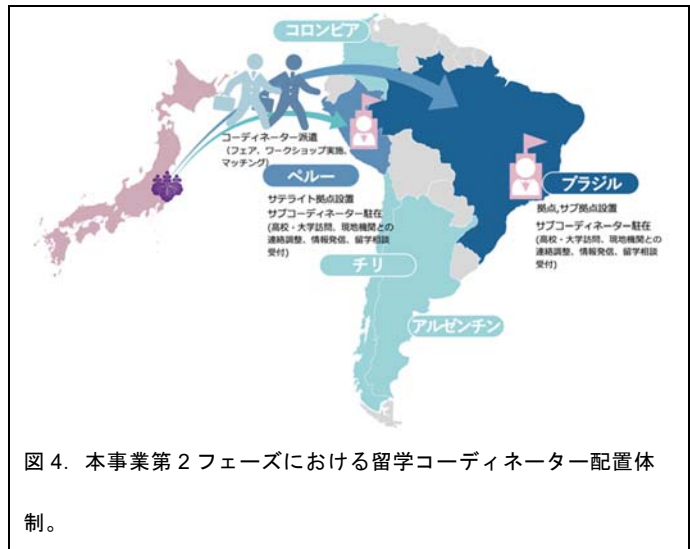 コロンビア
コーディネーター派遣
（フェア、ワークショップ実施、
マッチング）
ペルー
サテライト拠点設置
サブコーディネーター駐在
(高校・大学訪問、現地機関との
連絡調整、情報発信、留学相談
受付)
ブラジル
拠点,サブ拠点設置
サブコーディネーター駐在
(高校・大学訪問、現地機関との
連絡調整、情報発信、留学相談
受付)
チリ
アルゼンチン
図 4. 本事業第 2 フェーズにおける留学コーディネーター配置体
制。